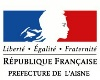 Liberté • Égalité • Fraternité
RÉPUBLIQUE FRANÇAISE
PREFECTURE DE L'AISNE